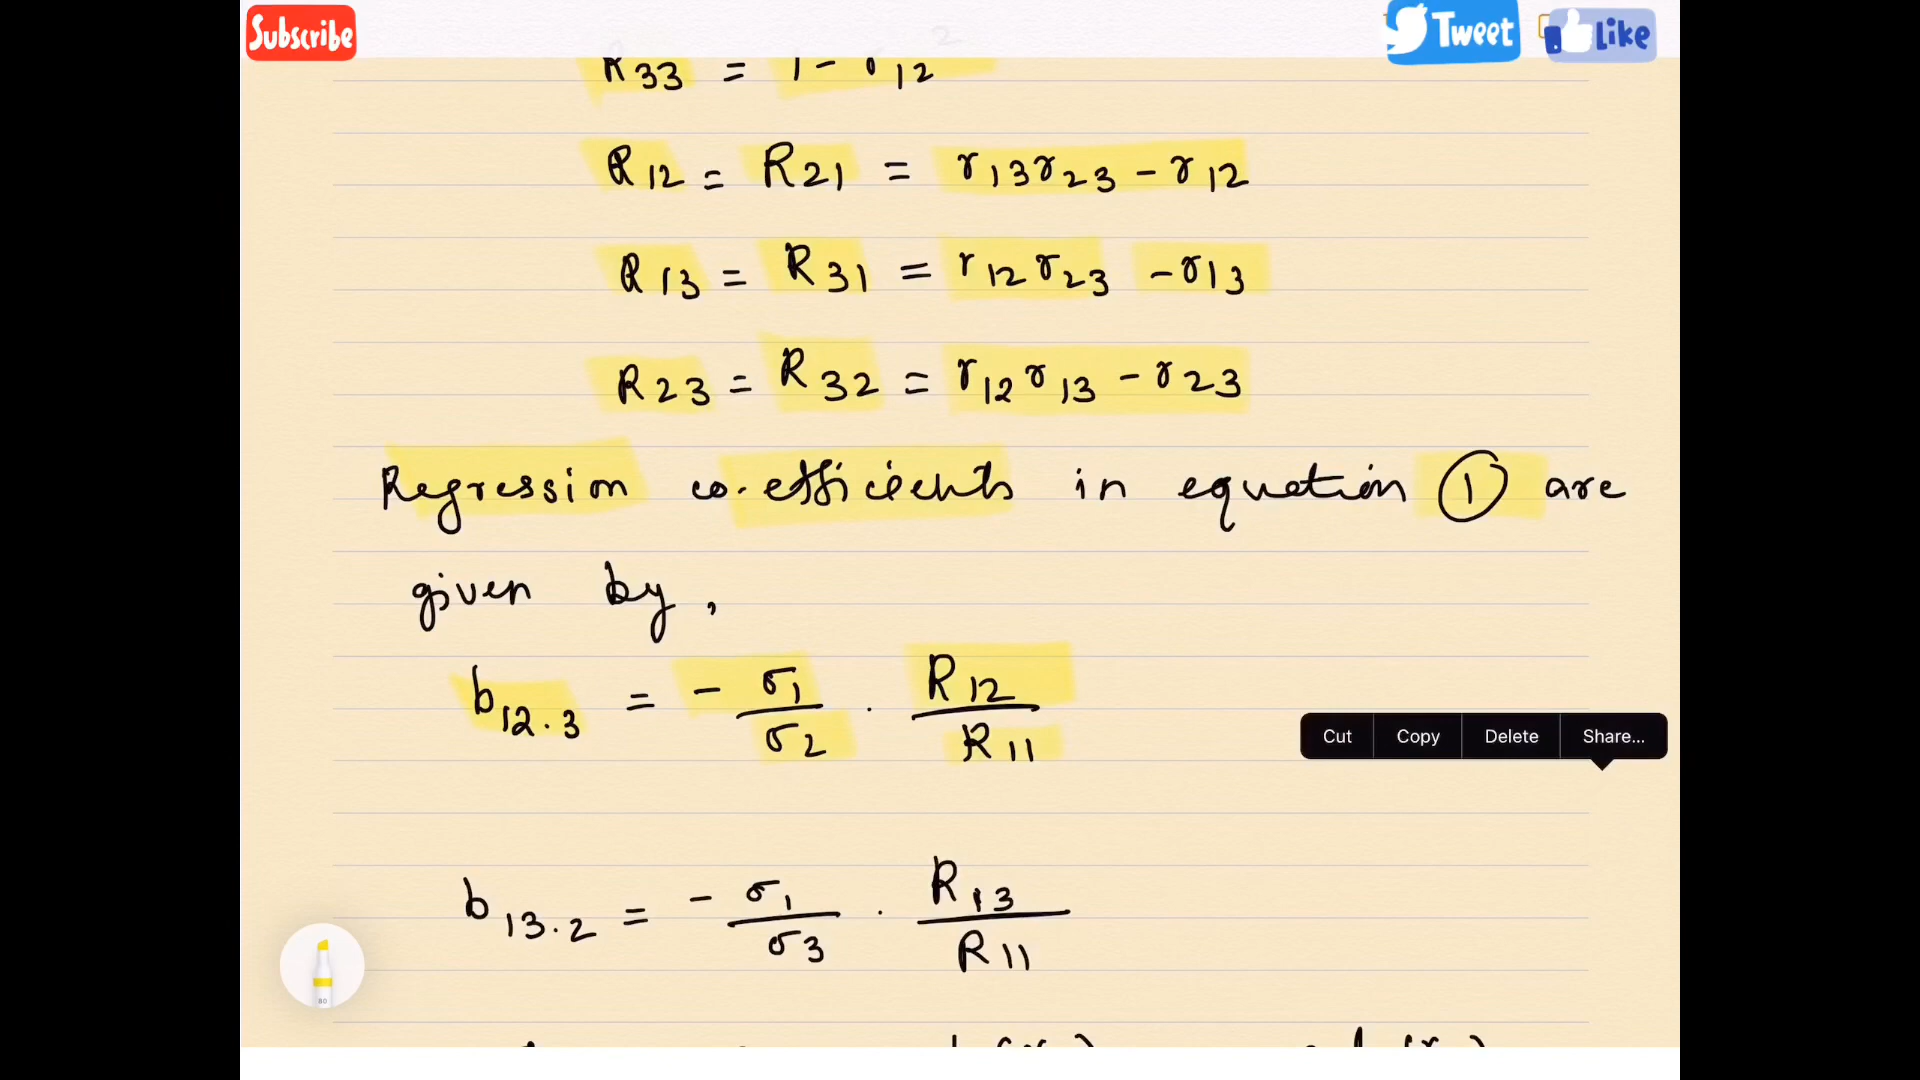 Subscribe
Tweet
Like
R33 = 1 - r12²
R12 = R21 = r13r23 - r12
R13 = R31 = r12r23 - r13
R23 = R32 = r12r13 - r23
Regression co-efficients in equation ① are
given by,
b12.3 = - σ1/σ2 . R12/R11
Cut Copy Delete Share...
b13.2 = - σ1/σ3 . R13/R11
80